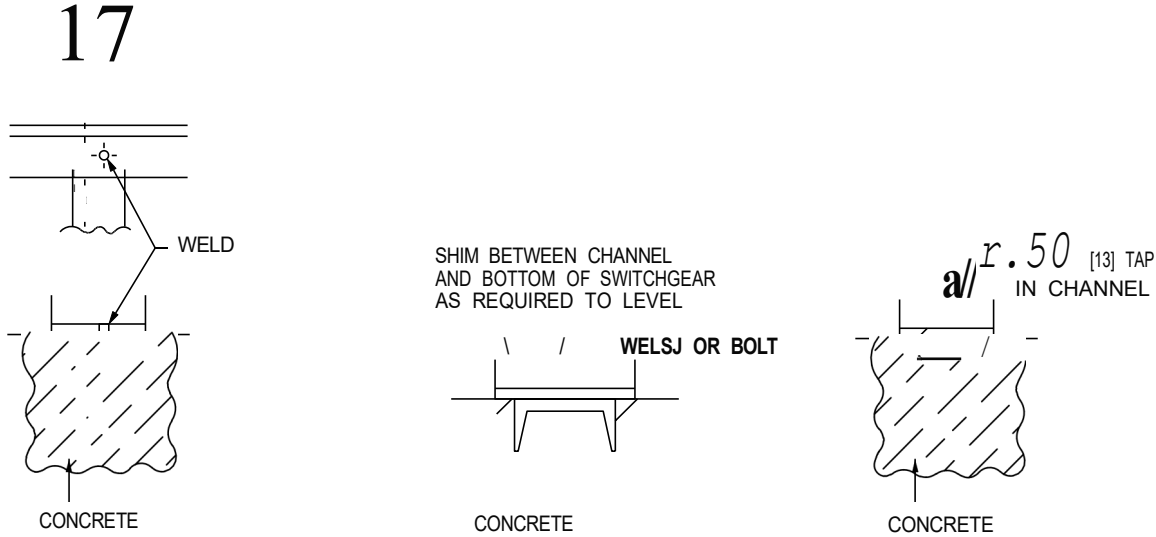 17
WELD
SHIM BETWEEN CHANNEL
AND BOTTOM OF SWITCHGEAR
AS REQUIRED TO LEVEL
WELSJ OR BOLT
a// r.50 [13] TAP
IN CHANNEL
CONCRETE
CONCRETE
CONCRETE